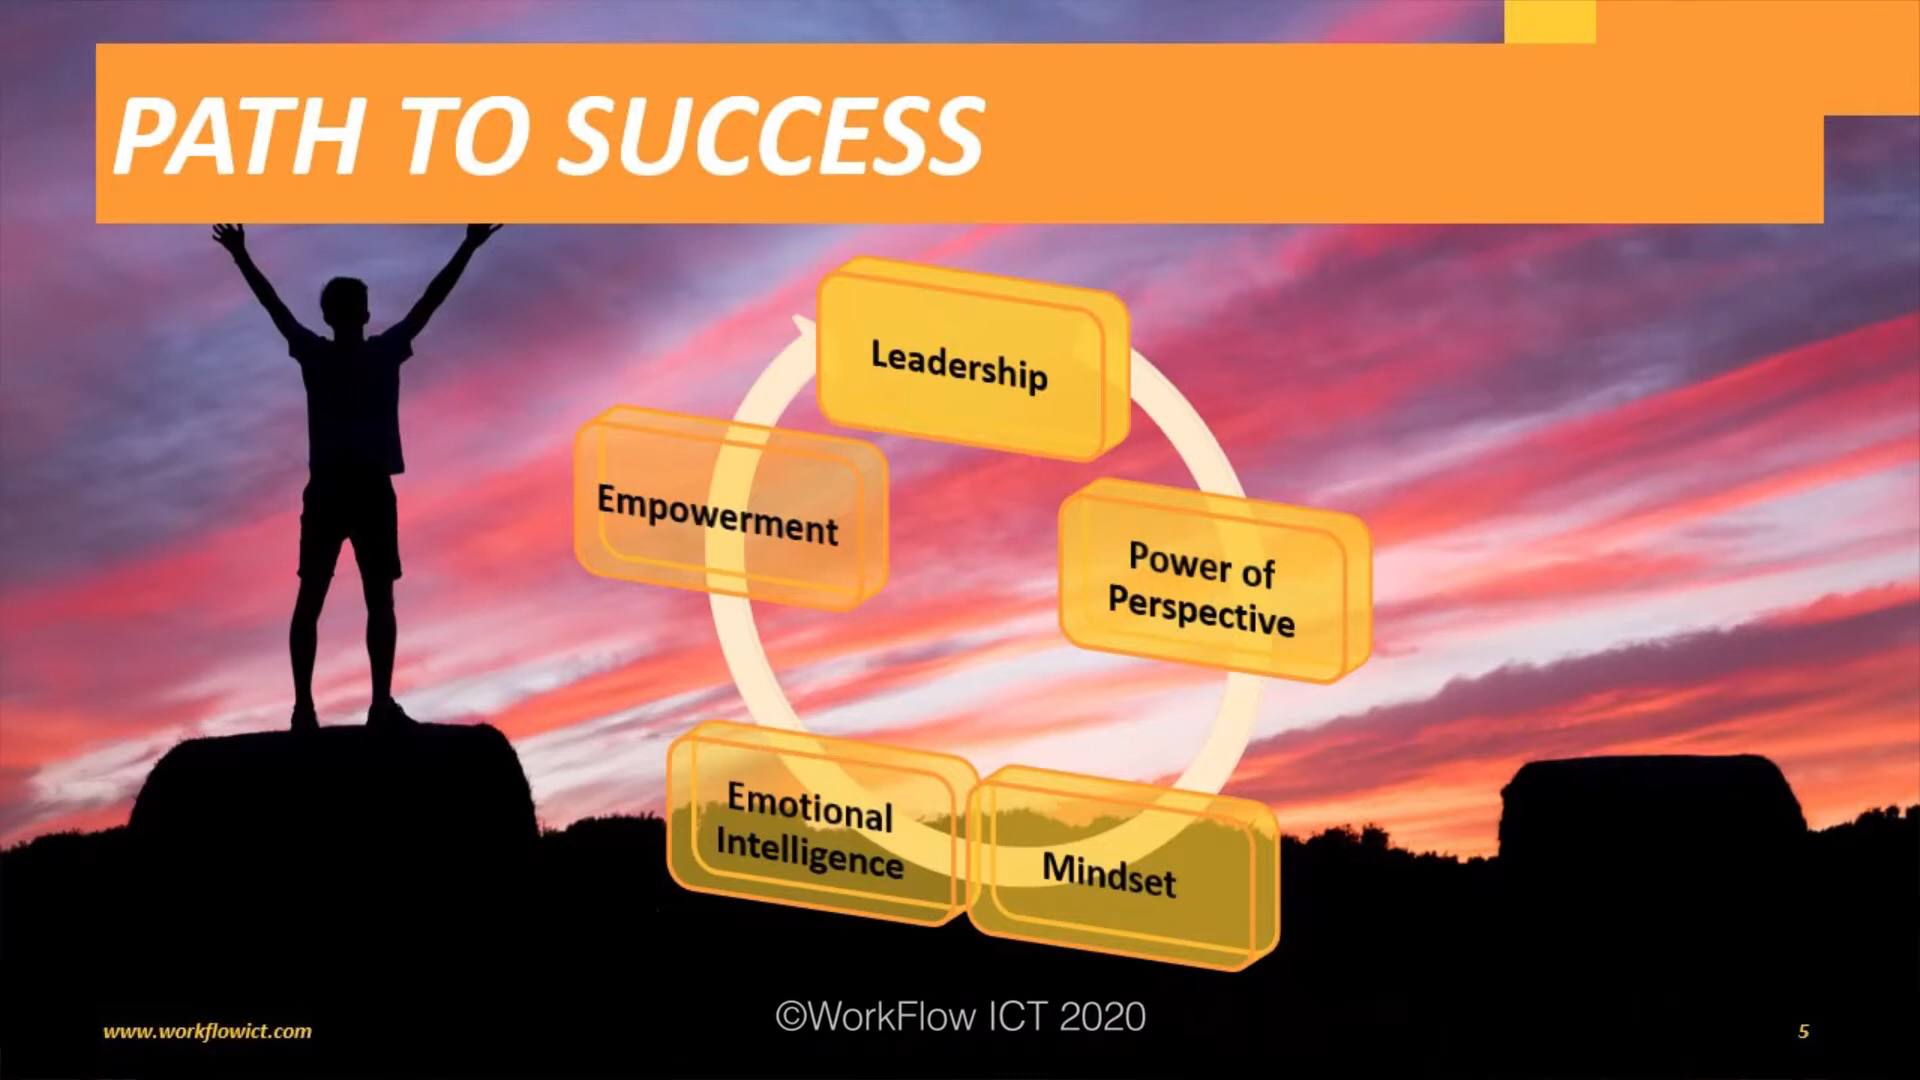 PATH TO SUCCESS
Leadership
Power of
Perspective
Mindset
Emotional
Intelligence
Empowerment
©WorkFlow ICT 2020
www.workflowict.com
5